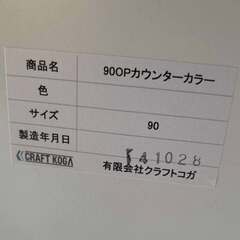 商品名 90OPカウンターカラー
色
サイズ 90
製造年月日 141028
CRAFT KOGA 有限会社クラフトコガ